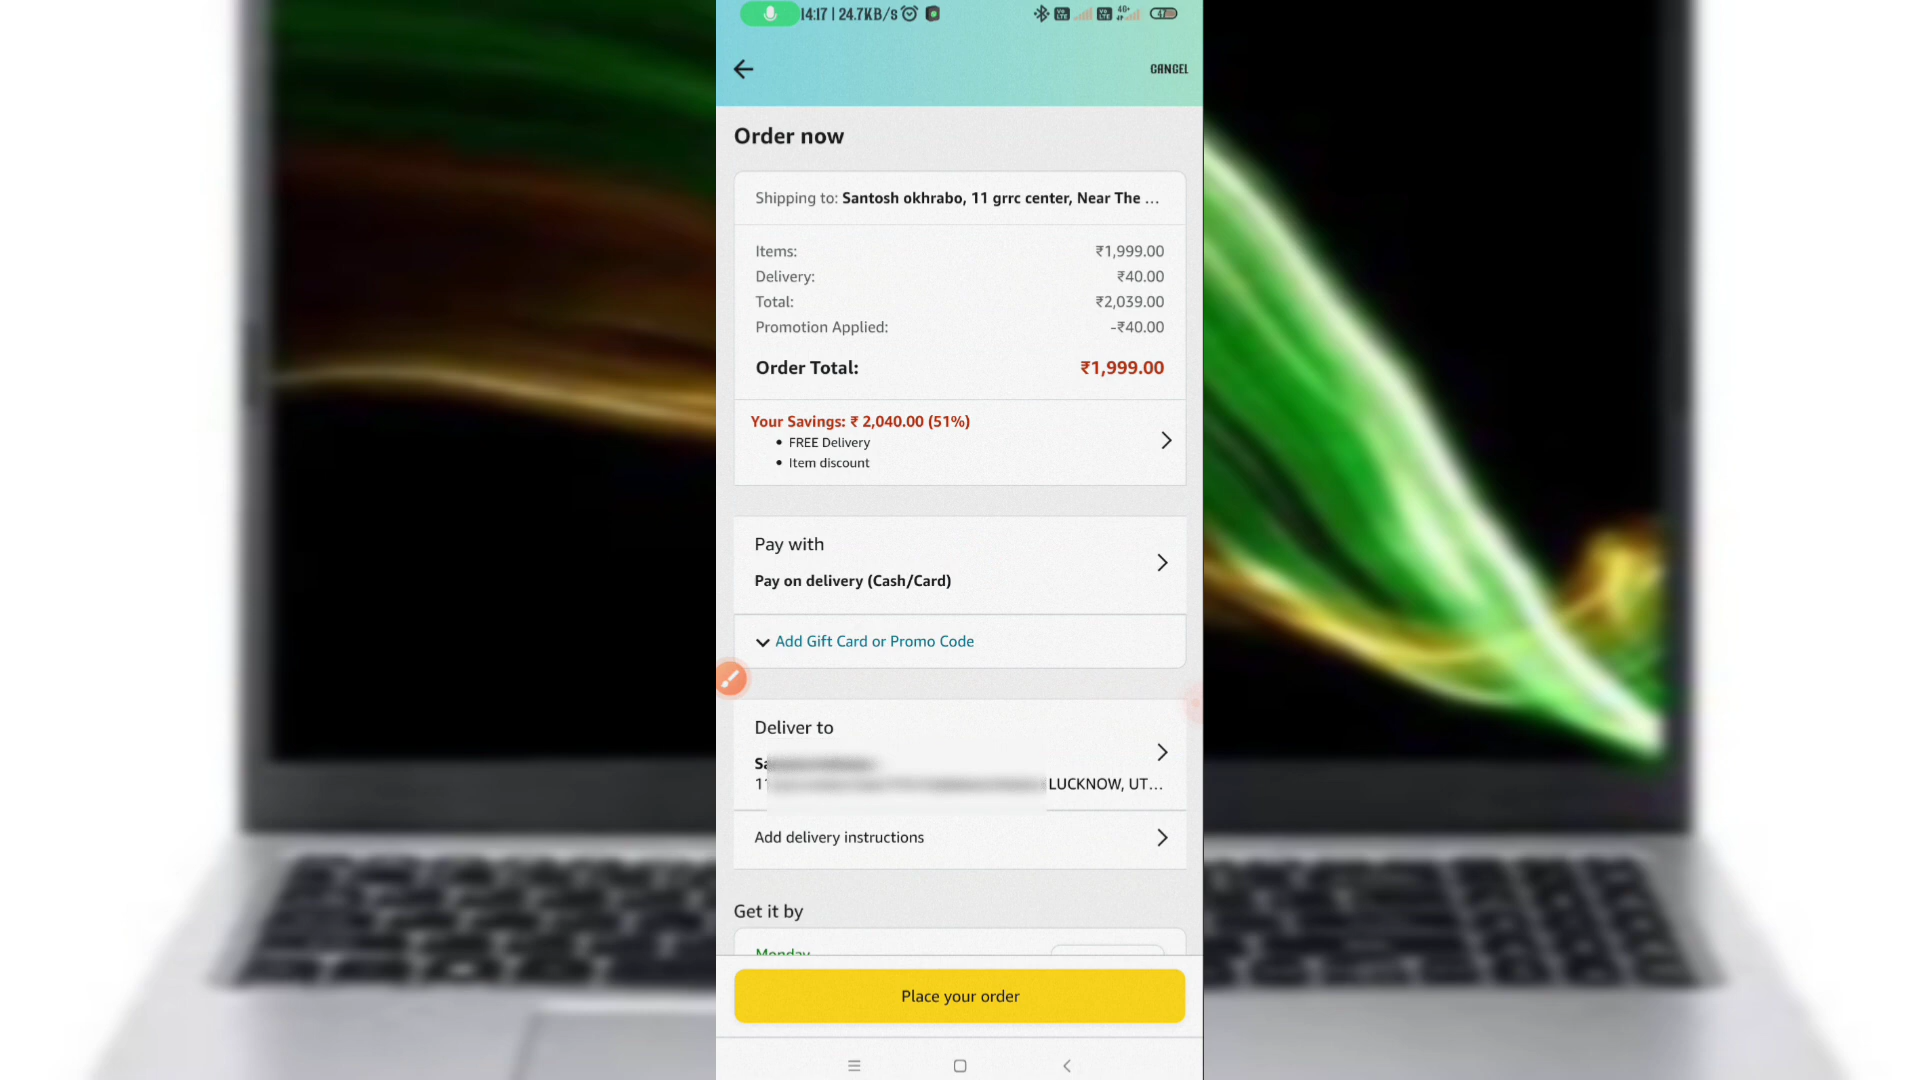 14:17 | 24.7KB/s
4G+
47
CANCEL
Order now
Shipping to: Santosh okhrabo, 11 grrc center, Near The ...
Items: ₹1,999.00
Delivery: ₹40.00
Total: ₹2,039.00
Promotion Applied: -₹40.00
Order Total: ₹1,999.00
Your Savings: ₹ 2,040.00 (51%)
• FREE Delivery
• Item discount
Pay with
Pay on delivery (Cash/Card)
Add Gift Card or Promo Code
Deliver to
LUCKNOW, UT...
Add delivery instructions
Get it by
Monday
Place your order